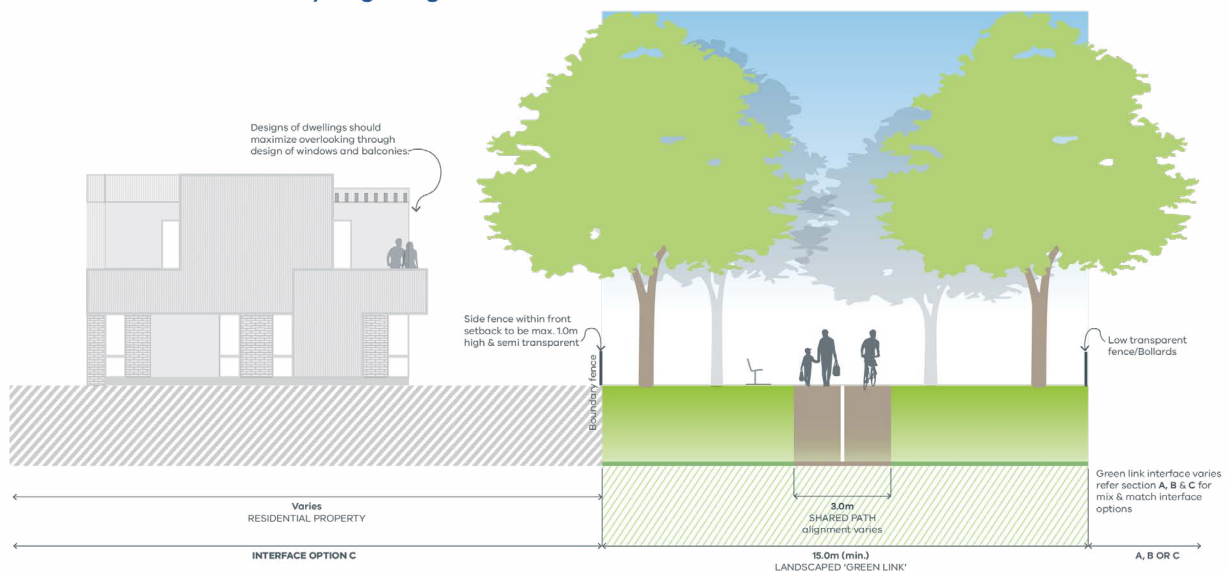 Designs of dwellings should
maximize overlooking through
design of windows and balconies.
Side fence within front
setback to be max. 1.0m
high & semi transparent
Boundary fence
Low transparent
fence/Bollards
Green link interface varies
refer section A, B & C for
mix & match interface
options
Varies
RESIDENTIAL PROPERTY
3.0m
SHARED PATH
alignment varies
INTERFACE OPTION C
15.0m (min.)
LANDSCAPED 'GREEN LINK'
A, B OR C